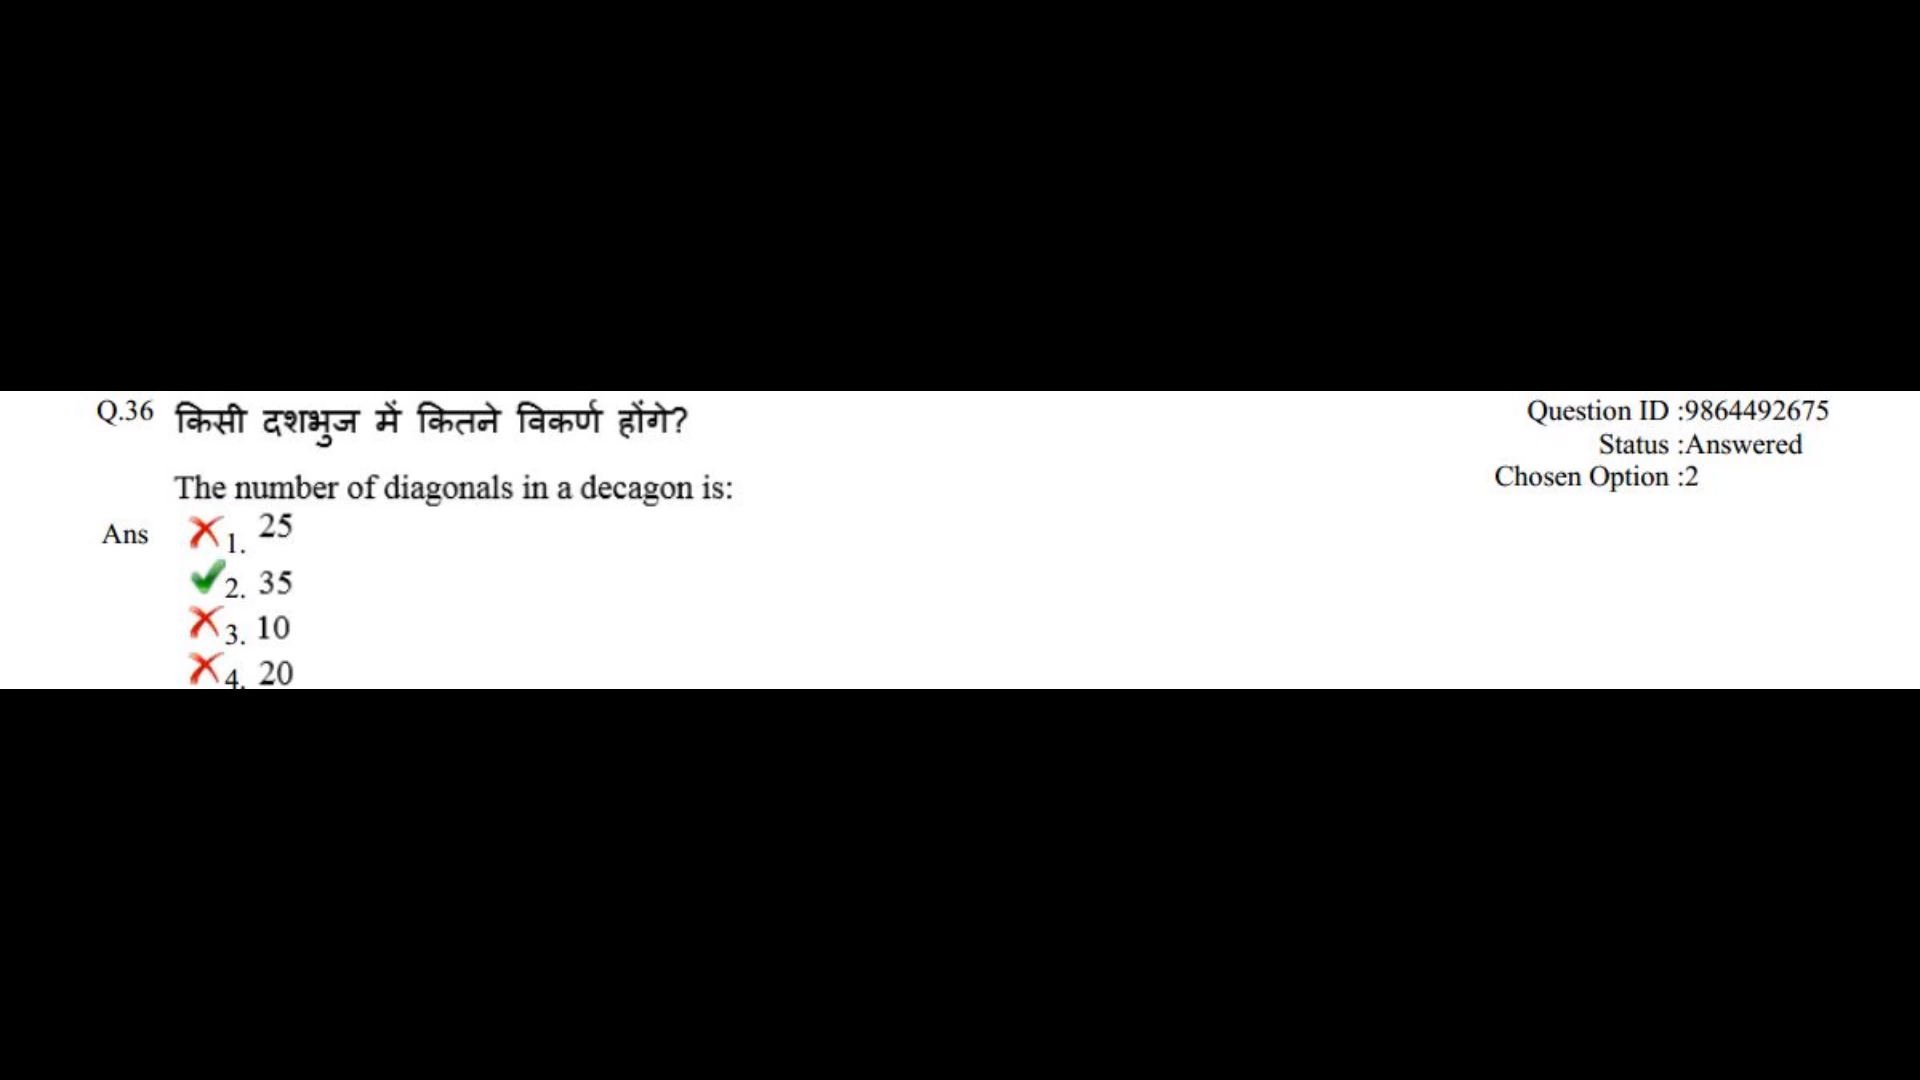 Q.36 किसी दशभुज में कितने विकर्ण होंगे?
The number of diagonals in a decagon is:
Ans 1. 25
2. 35
3. 10
4. 20
Question ID :9864492675
Status :Answered
Chosen Option :2